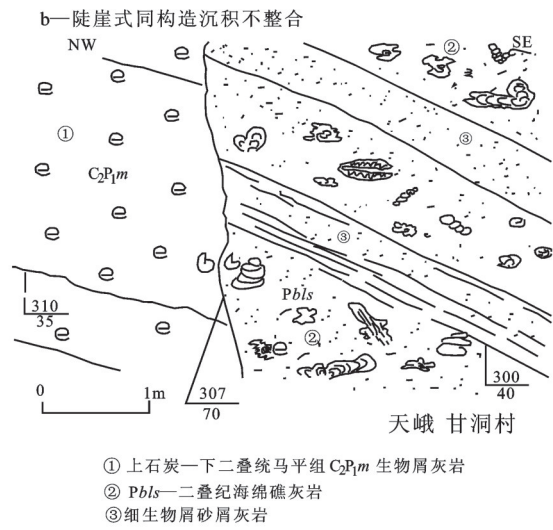 b—陡崖式同构造沉积不整合
NW
②
SE
①
③
C₂P₁m
③
Pbls
310
35
②
0 1m
307
70
300
40
天峨 甘洞村
① 上石炭—下二叠统马平组 C₂P₁m 生物屑灰岩
② Pbls—二叠纪海绵礁灰岩
③细生物屑砂屑灰岩